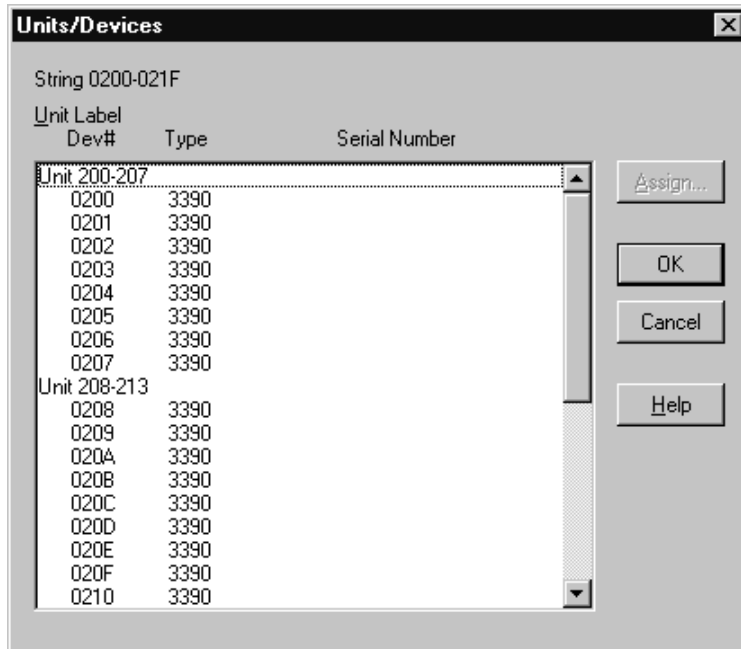 Units/Devices
String 0200-021F
Unit Label
Dev# Type Serial Number
Unit 200-207
0200 3390
0201 3390
0202 3390
0203 3390
0204 3390
0205 3390
0206 3390
0207 3390
Unit 208-213
0208 3390
0209 3390
020A 3390
020B 3390
020C 3390
020D 3390
020E 3390
020F 3390
0210 3390
Assign...
OK
Cancel
Help